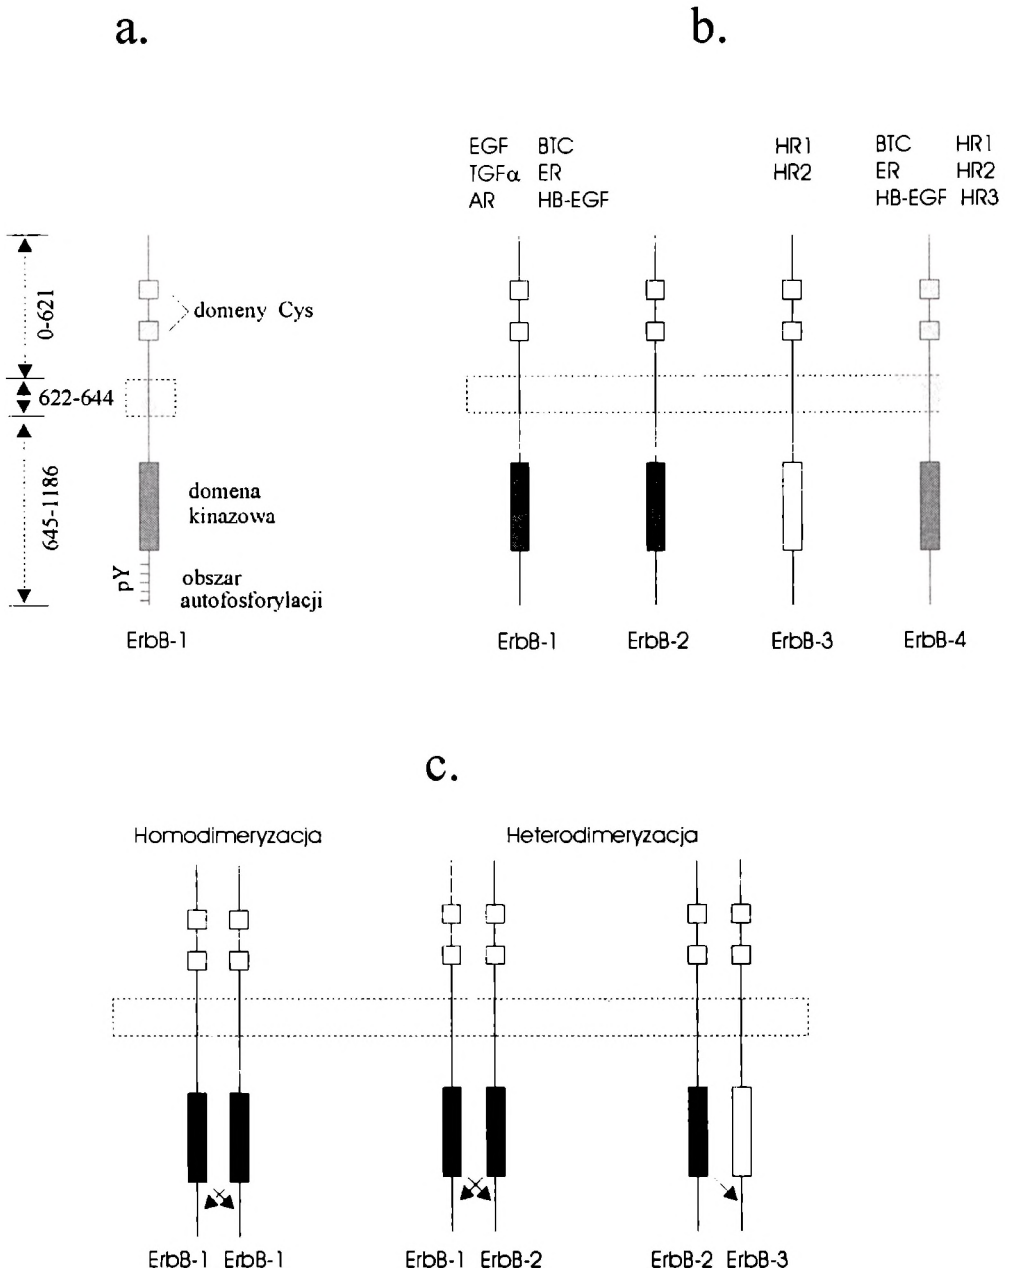 a.
0-621
622-644
645-1186
domeny Cys
domena
kinazowa
pY
obszar
autofosforylacji
ErbB-1
b.
EGF BTC
TGFα ER
AR HB-EGF
HR1
HR2
BTC HR1
ER HR2
HB-EGF HR3
ErbB-1 ErbB-2 ErbB-3 ErbB-4
c.
Homodimeryzacja Heterodimeryzacja
ErbB-1 ErbB-1 ErbB-1 ErbB-2 ErbB-2 ErbB-3